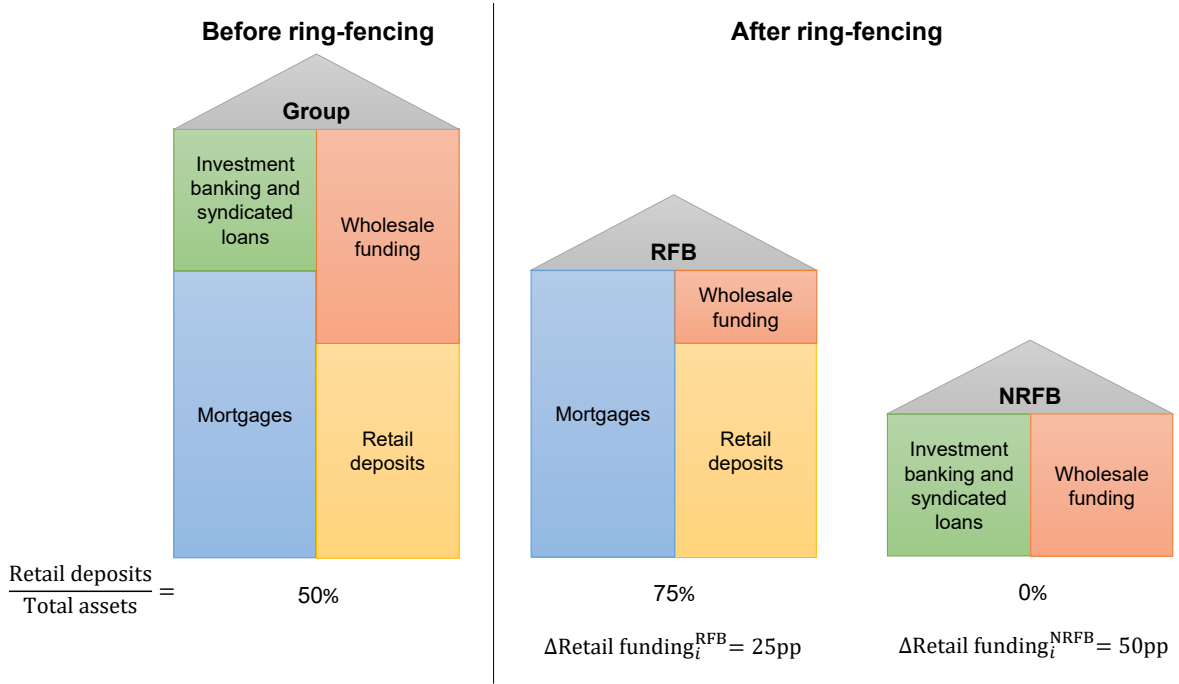 Before ring-fencing
After ring-fencing
Group
Investment
banking and
syndicated
loans
Wholesale
funding
Mortgages
Retail
deposits
RFB
Wholesale
funding
Mortgages
Retail
deposits
NRFB
Investment
banking and
syndicated
loans
Wholesale
funding
Retail deposits
Total assets
=
50%
75%
0%
ΔRetail funding_i^RFB = 25pp
ΔRetail funding_i^NRFB = 50pp